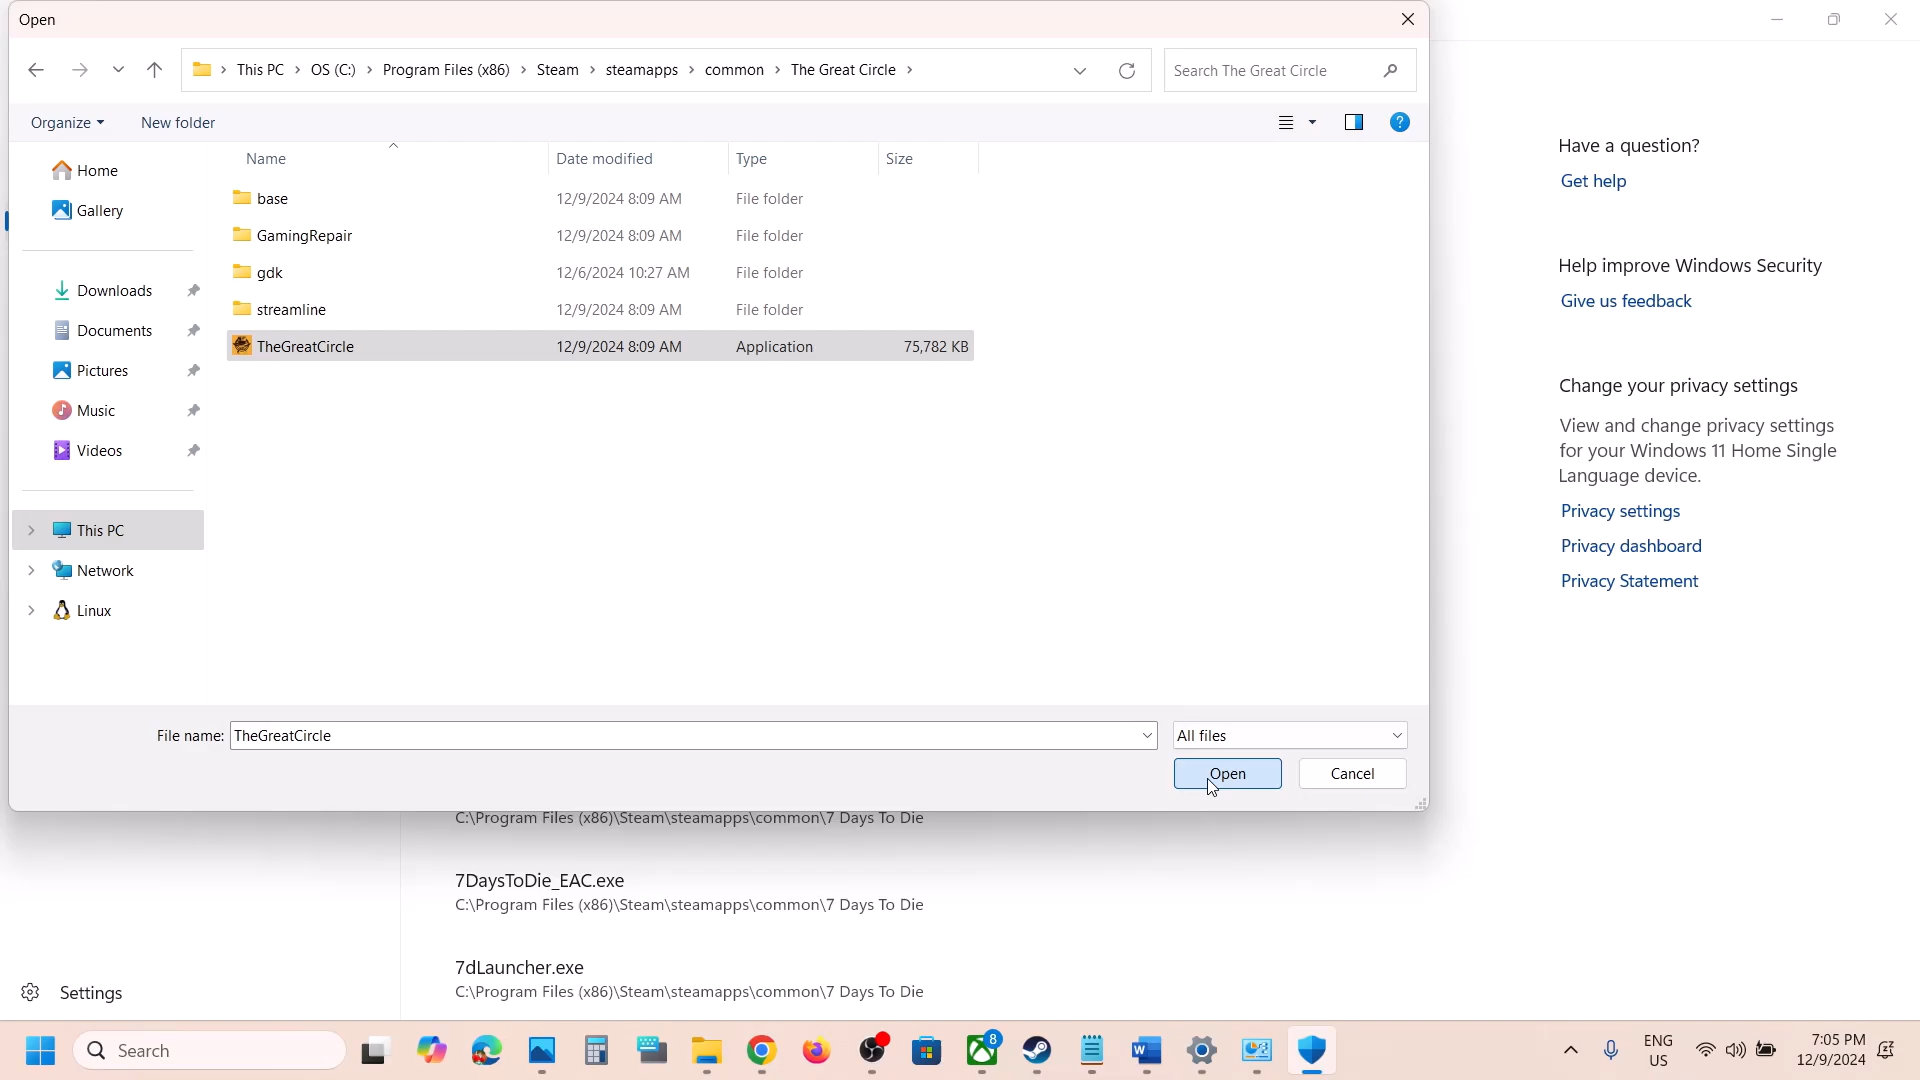 Open
This PC > OS (C:) > Program Files (x86) > Steam > steamapps > common > The Great Circle >
Search The Great Circle
Organize
New folder
Name
Date modified
Type
Size
Home
Gallery
Downloads
Documents
Pictures
Music
Videos
This PC
Network
Linux
base 12/9/2024 8:09 AM File folder
GamingRepair 12/9/2024 8:09 AM File folder
gdk 12/6/2024 10:27 AM File folder
streamline 12/9/2024 8:09 AM File folder
TheGreatCircle 12/9/2024 8:09 AM Application 75,782 KB
File name: TheGreatCircle
All files
Open
Cancel
Have a question?
Get help
Help improve Windows Security
Give us feedback
Change your privacy settings
View and change privacy settings
for your Windows 11 Home Single
Language device.
Privacy settings
Privacy dashboard
Privacy Statement
C:\Program Files (x86)\Steam\steamapps\common\7 Days To Die
7DaysToDie_EAC.exe
C:\Program Files (x86)\Steam\steamapps\common\7 Days To Die
7dLauncher.exe
C:\Program Files (x86)\Steam\steamapps\common\7 Days To Die
Settings
Search
8
ENG
US
7:05 PM
12/9/2024